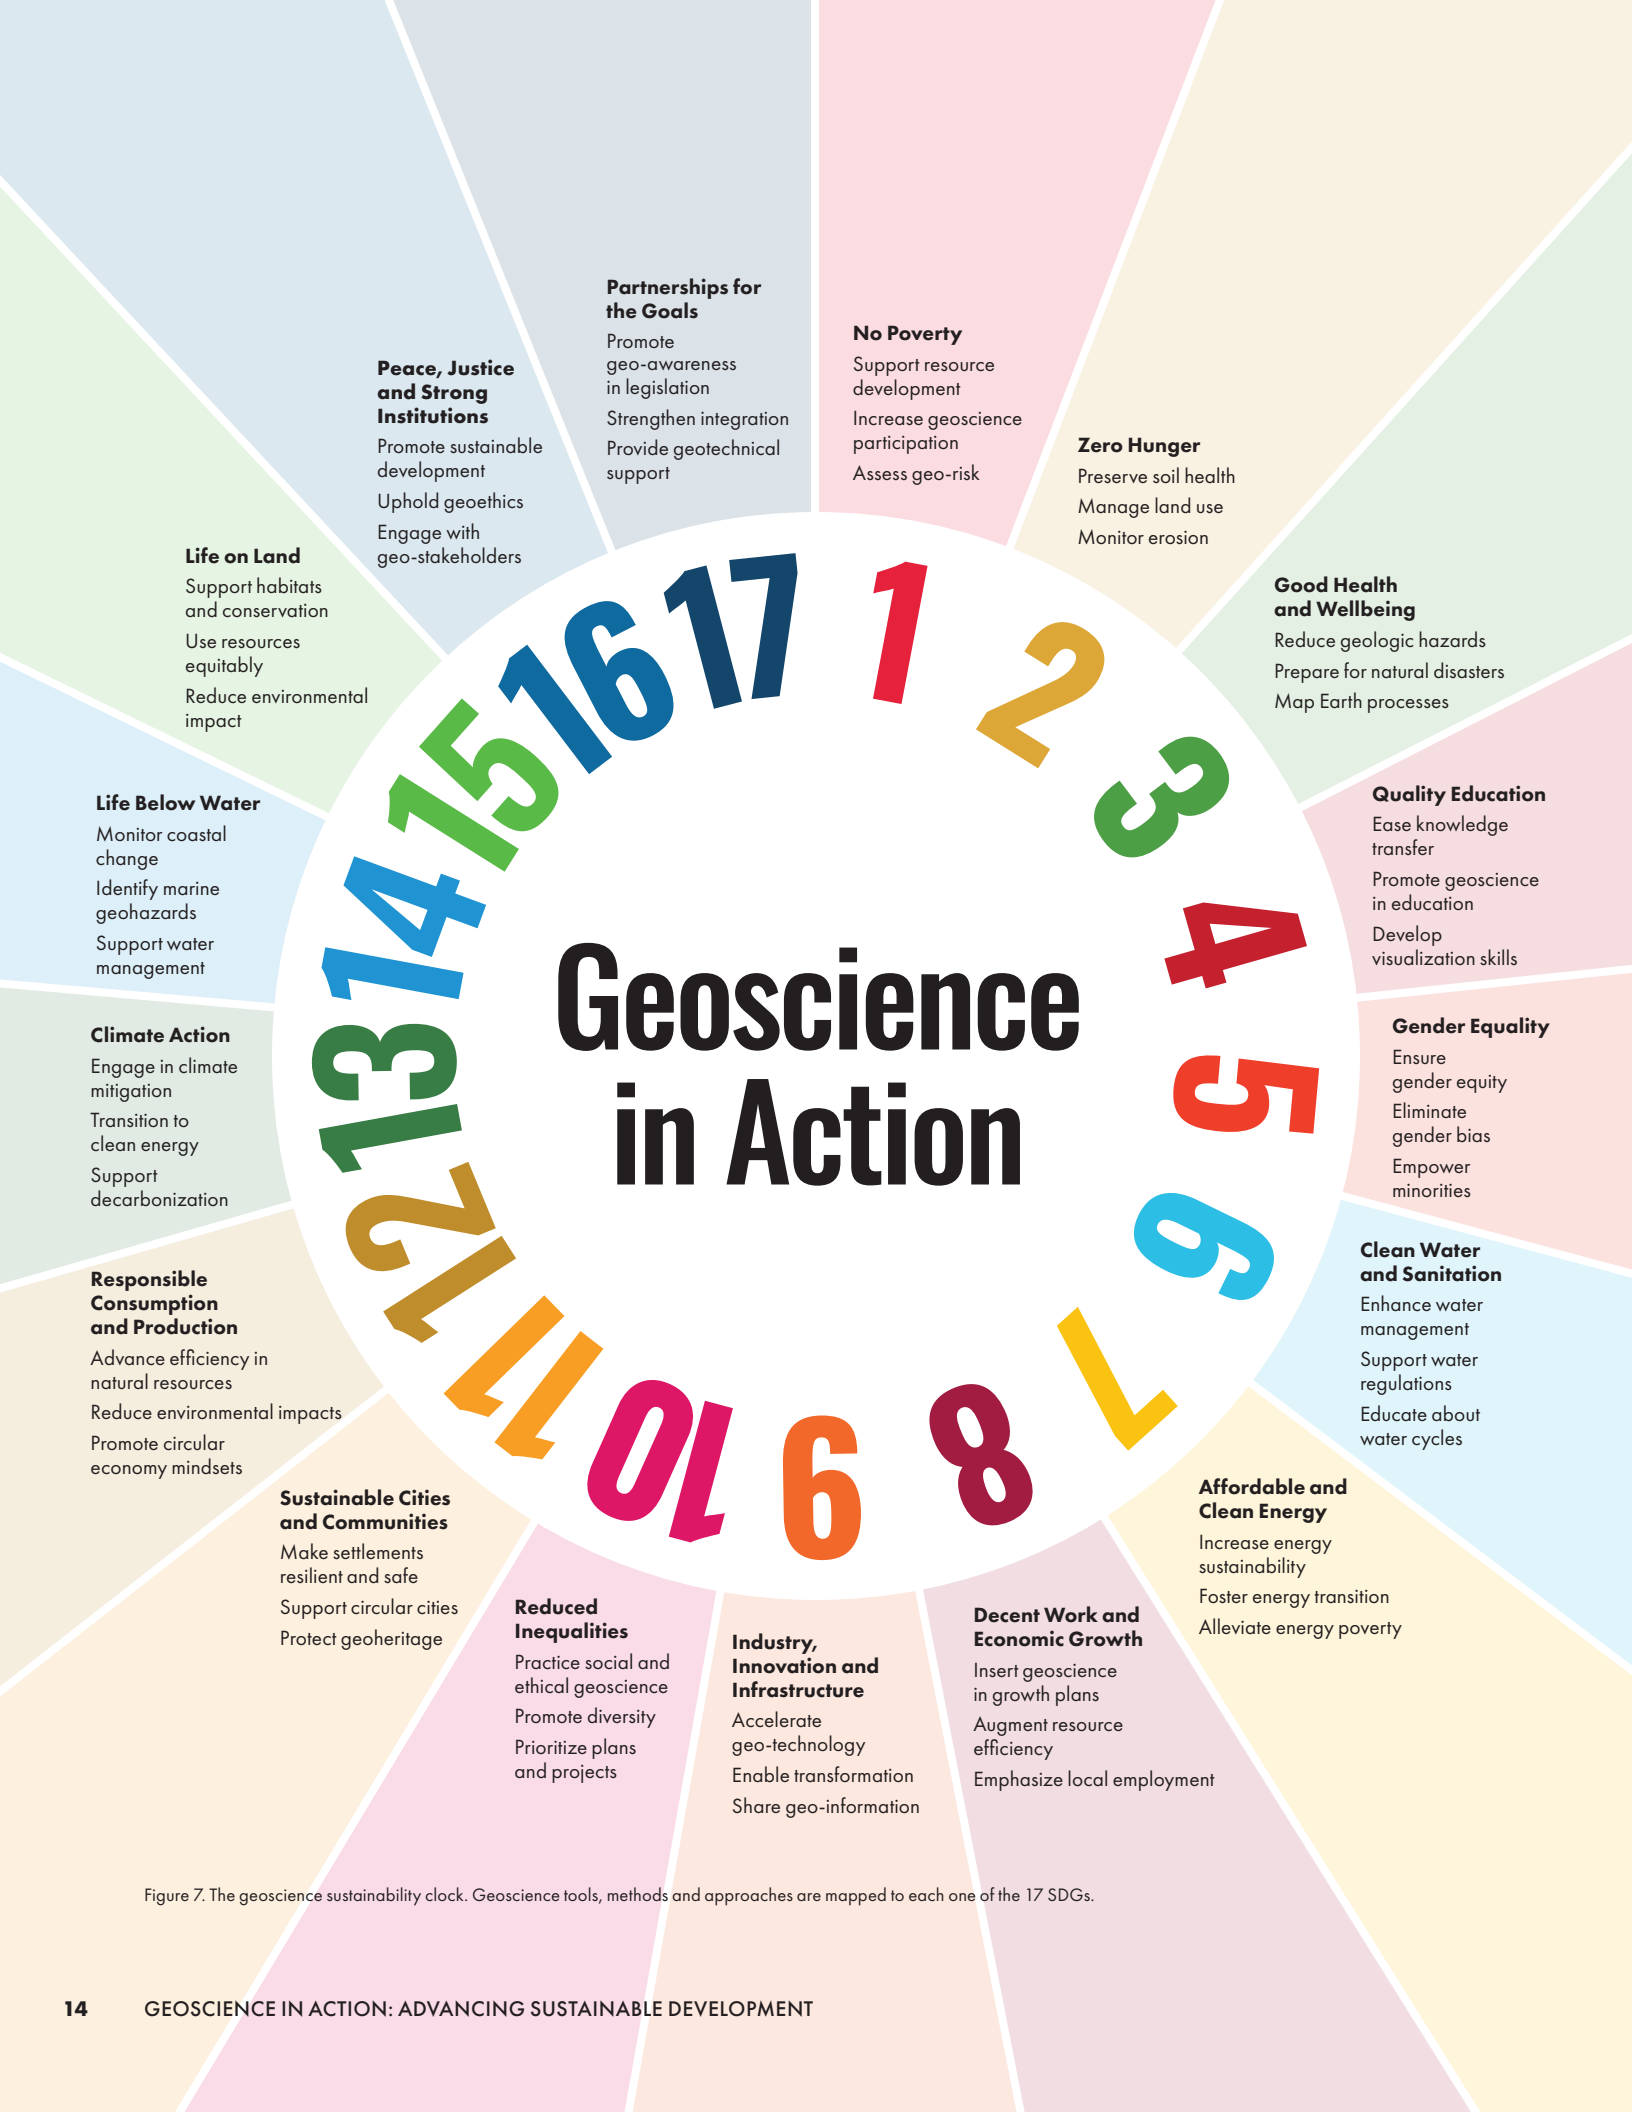 Partnerships for
the Goals
Promote
geo-awareness
in legislation
Strengthen integration
Provide geotechnical
support
No Poverty
Support resource
development
Increase geoscience
participation
Assess geo-risk
Zero Hunger
Preserve soil health
Manage land use
Monitor erosion
Good Health
and Wellbeing
Reduce geologic hazards
Prepare for natural disasters
Map Earth processes
Quality Education
Ease knowledge
transfer
Promote geoscience
in education
Develop
visualization skills
Gender Equality
Ensure
gender equity
Eliminate
gender bias
Empower
minorities
Clean Water
and Sanitation
Enhance water
management
Support water
regulations
Educate about
water cycles
Affordable and
Clean Energy
Increase energy
sustainability
Foster energy transition
Alleviate energy poverty
Decent Work and
Economic Growth
Insert geoscience
in growth plans
Augment resource
efficiency
Emphasize local employment
Industry,
Innovation and
Infrastructure
Accelerate
geo-technology
Enable transformation
Share geo-information
Reduced
Inequalities
Practice social and
ethical geoscience
Promote diversity
Prioritize plans
and projects
Sustainable Cities
and Communities
Make settlements
resilient and safe
Support circular cities
Protect geoheritage
Responsible
Consumption
and Production
Advance efficiency in
natural resources
Reduce environmental impacts
Promote circular
economy mindsets
Climate Action
Engage in climate
mitigation
Transition to
clean energy
Support
decarbonization
Life Below Water
Monitor coastal
change
Identify marine
geohazards
Support water
management
Life on Land
Support habitats
and conservation
Use resources
equitably
Reduce environmental
impact
Peace, Justice
and Strong
Institutions
Promote sustainable
development
Uphold geoethics
Engage with
geo-stakeholders
1
2
3
4
5
6
7
8
9
10
11
12
13
14
15
16
17
Geoscience
in Action
Figure 7. The geoscience sustainability clock. Geoscience tools, methods and approaches are mapped to each one of the 17 SDGs.
14 GEOSCIENCE IN ACTION: ADVANCING SUSTAINABLE DEVELOPMENT